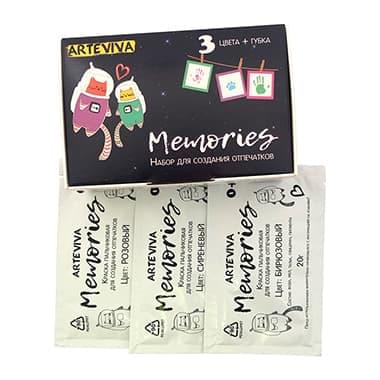 ARTEVIVA
3 ЦВЕТА + ГУБКА
Memories
НАБОР ДЛЯ СОЗДАНИЯ ОТПЕЧАТКОВ
ARTEVIVA
Memories
КРАСКА ПАЛЬЧИКОВАЯ
ДЛЯ СОЗДАНИЯ ОТПЕЧАТКОВ
ЦВЕТ: РОЗОВЫЙ
ARTEVIVA
Memories
КРАСКА ПАЛЬЧИКОВАЯ
ДЛЯ СОЗДАНИЯ ОТПЕЧАТКОВ
ЦВЕТ: СИРЕНЕВЫЙ
ARTEVIVA
Memories
КРАСКА ПАЛЬЧИКОВАЯ
ДЛЯ СОЗДАНИЯ ОТПЕЧАТКОВ
ЦВЕТ: БИРЮЗОВЫЙ
20г